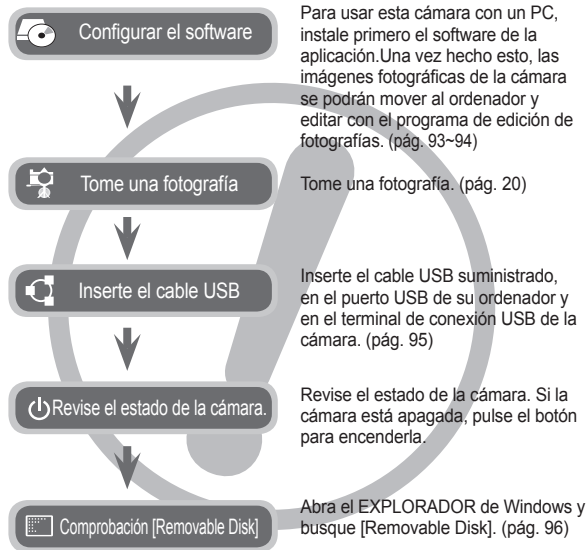 Configurar el software
Para usar esta cámara con un PC,
instale primero el software de la
aplicación.Una vez hecho esto, las
imágenes fotográficas de la cámara
se podrán mover al ordenador y
editar con el programa de edición de
fotografías. (pág. 93~94)
Tome una fotografía
Tome una fotografía. (pág. 20)
Inserte el cable USB
Inserte el cable USB suministrado,
en el puerto USB de su ordenador y
en el terminal de conexión USB de la
cámara. (pág. 95)
Revise el estado de la cámara.
Revise el estado de la cámara. Si la
cámara está apagada, pulse el botón
para encenderla.
Comprobación [Removable Disk]
Abra el EXPLORADOR de Windows y
busque [Removable Disk]. (pág. 96)